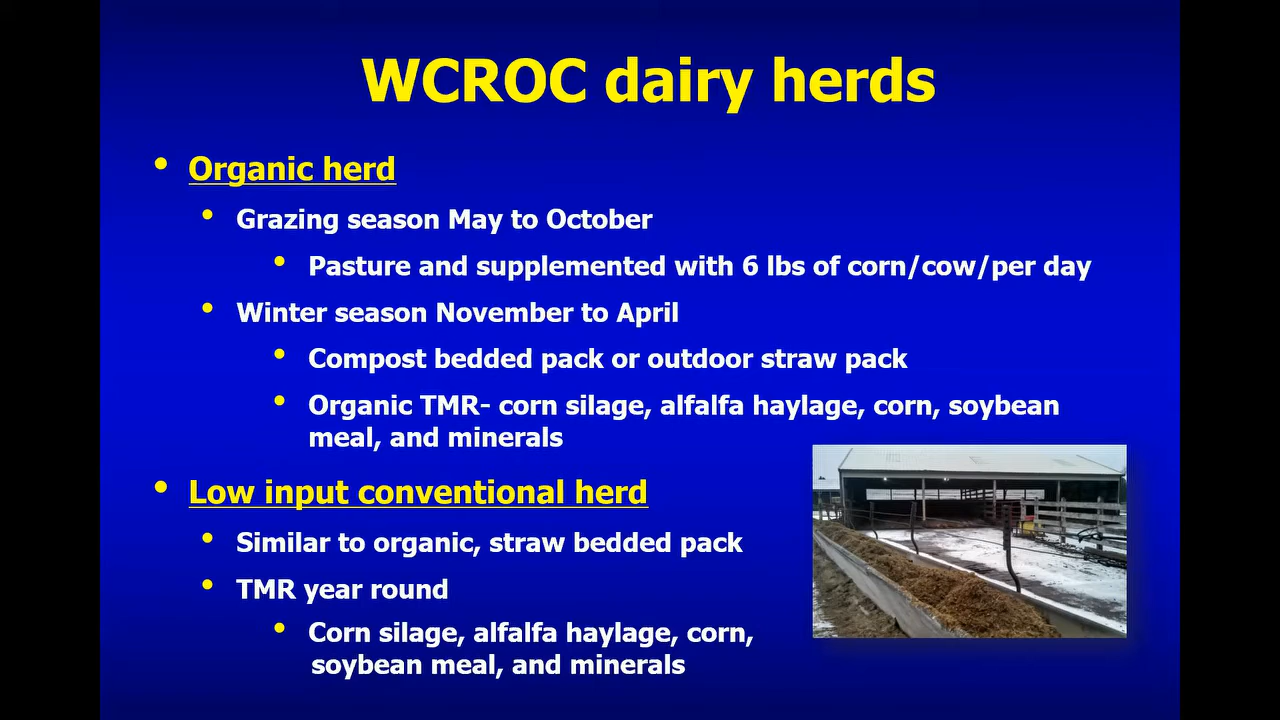 WCROC dairy herds
• Organic herd
• Grazing season May to October
• Pasture and supplemented with 6 lbs of corn/cow/per day
• Winter season November to April
• Compost bedded pack or outdoor straw pack
• Organic TMR- corn silage, alfalfa haylage, corn, soybean
meal, and minerals
• Low input conventional herd
• Similar to organic, straw bedded pack
• TMR year round
• Corn silage, alfalfa haylage, corn,
soybean meal, and minerals